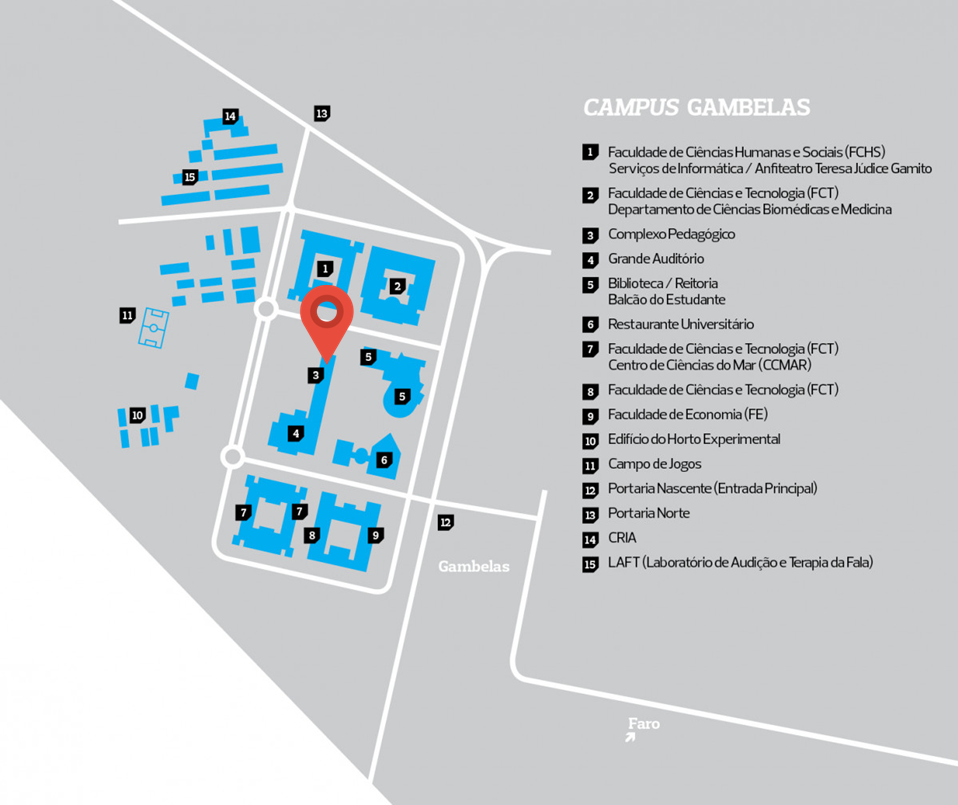 14
13
15
CAMPUS GAMBELAS
1 Faculdade de Ciências Humanas e Sociais (FCHS)
Serviços de Informática / Anfiteatro Teresa Júdice Gamito
2 Faculdade de Ciências e Tecnologia (FCT)
Departamento de Ciências Biomédicas e Medicina
3 Complexo Pedagógico
4 Grande Auditório
5 Biblioteca / Reitoria
Balcão do Estudante
6 Restaurante Universitário
7 Faculdade de Ciências e Tecnologia (FCT)
Centro de Ciências do Mar (CCMAR)
8 Faculdade de Ciências e Tecnologia (FCT)
9 Faculdade de Economia (FE)
10 Edifício do Horto Experimental
11 Campo de Jogos
12 Portaria Nascente (Entrada Principal)
13 Portaria Norte
14 CRIA
15 LAFT (Laboratório de Audição e Terapia da Fala)
1
2
11
5
3
5
10
4
6
7
7
8
9
12
Gambelas
Faro